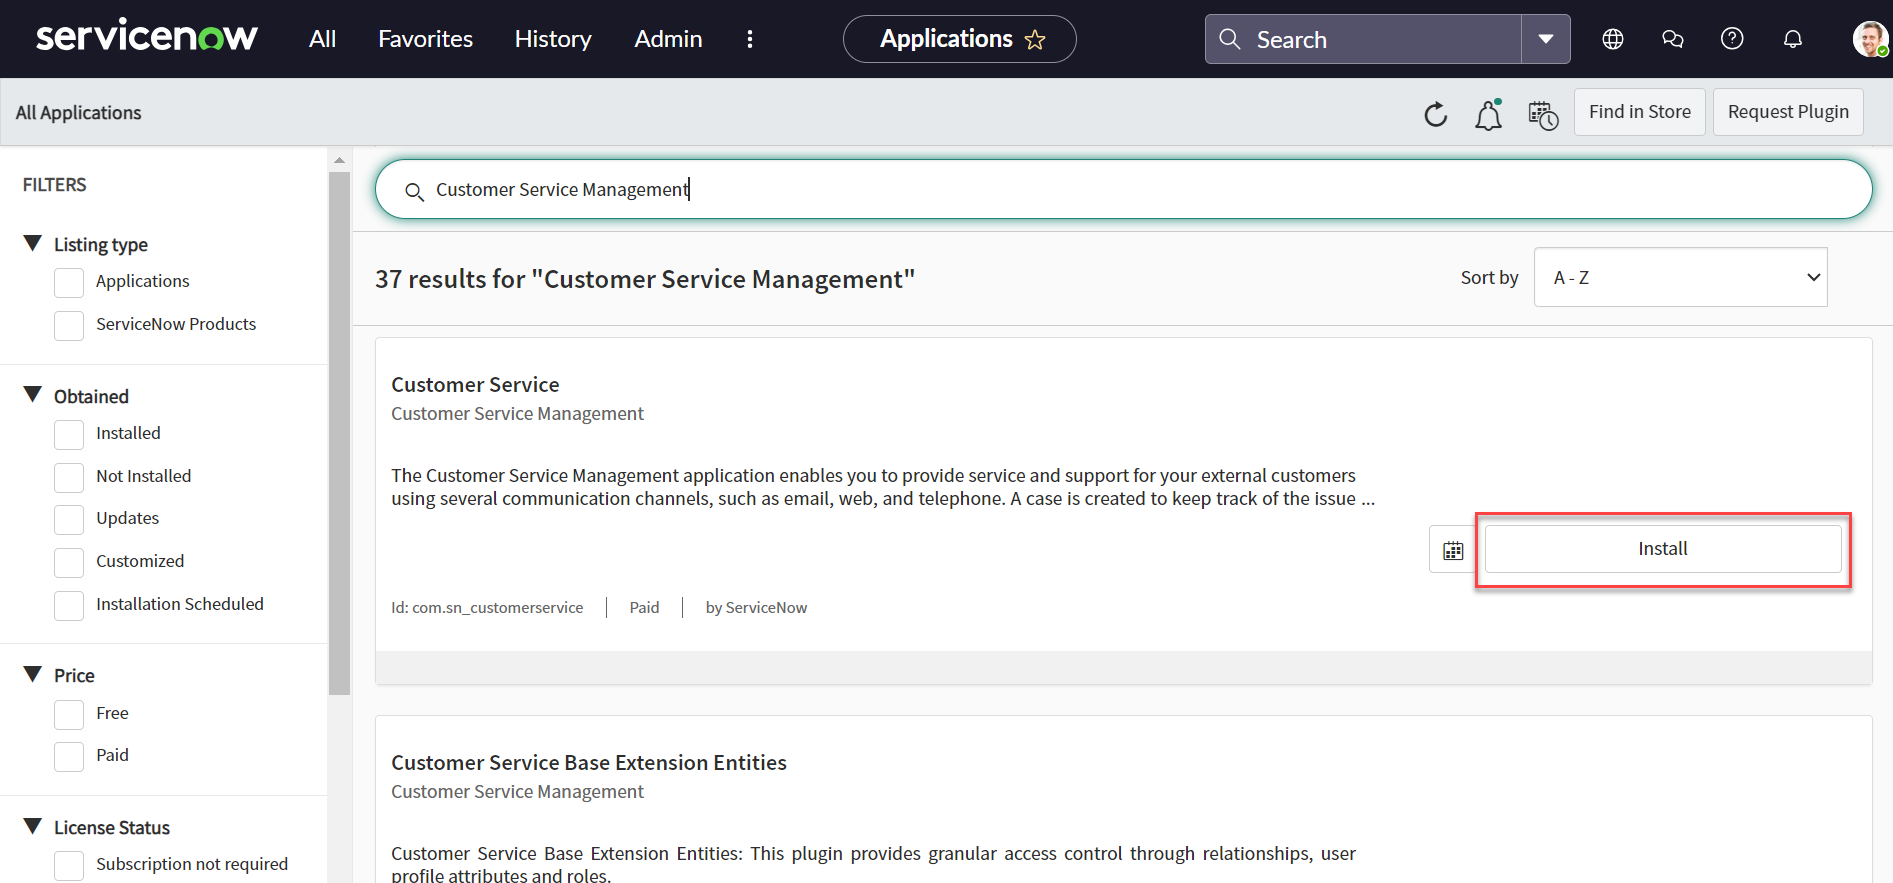 servicenow
All
Favorites
History
Admin
Applications
Search
All Applications
Find in Store
Request Plugin
FILTERS
Listing type
Applications
ServiceNow Products
Obtained
Installed
Not Installed
Updates
Customized
Installation Scheduled
Price
Free
Paid
License Status
Subscription not required
Customer Service Management
37 results for "Customer Service Management"
Sort by
A - Z
Customer Service
Customer Service Management
The Customer Service Management application enables you to provide service and support for your external customers
using several communication channels, such as email, web, and telephone. A case is created to keep track of the issue ...
Install
Id: com.sn_customerservice
Paid
by ServiceNow
Customer Service Base Extension Entities
Customer Service Management
Customer Service Base Extension Entities: This plugin provides granular access control through relationships, user
profile attributes and roles.